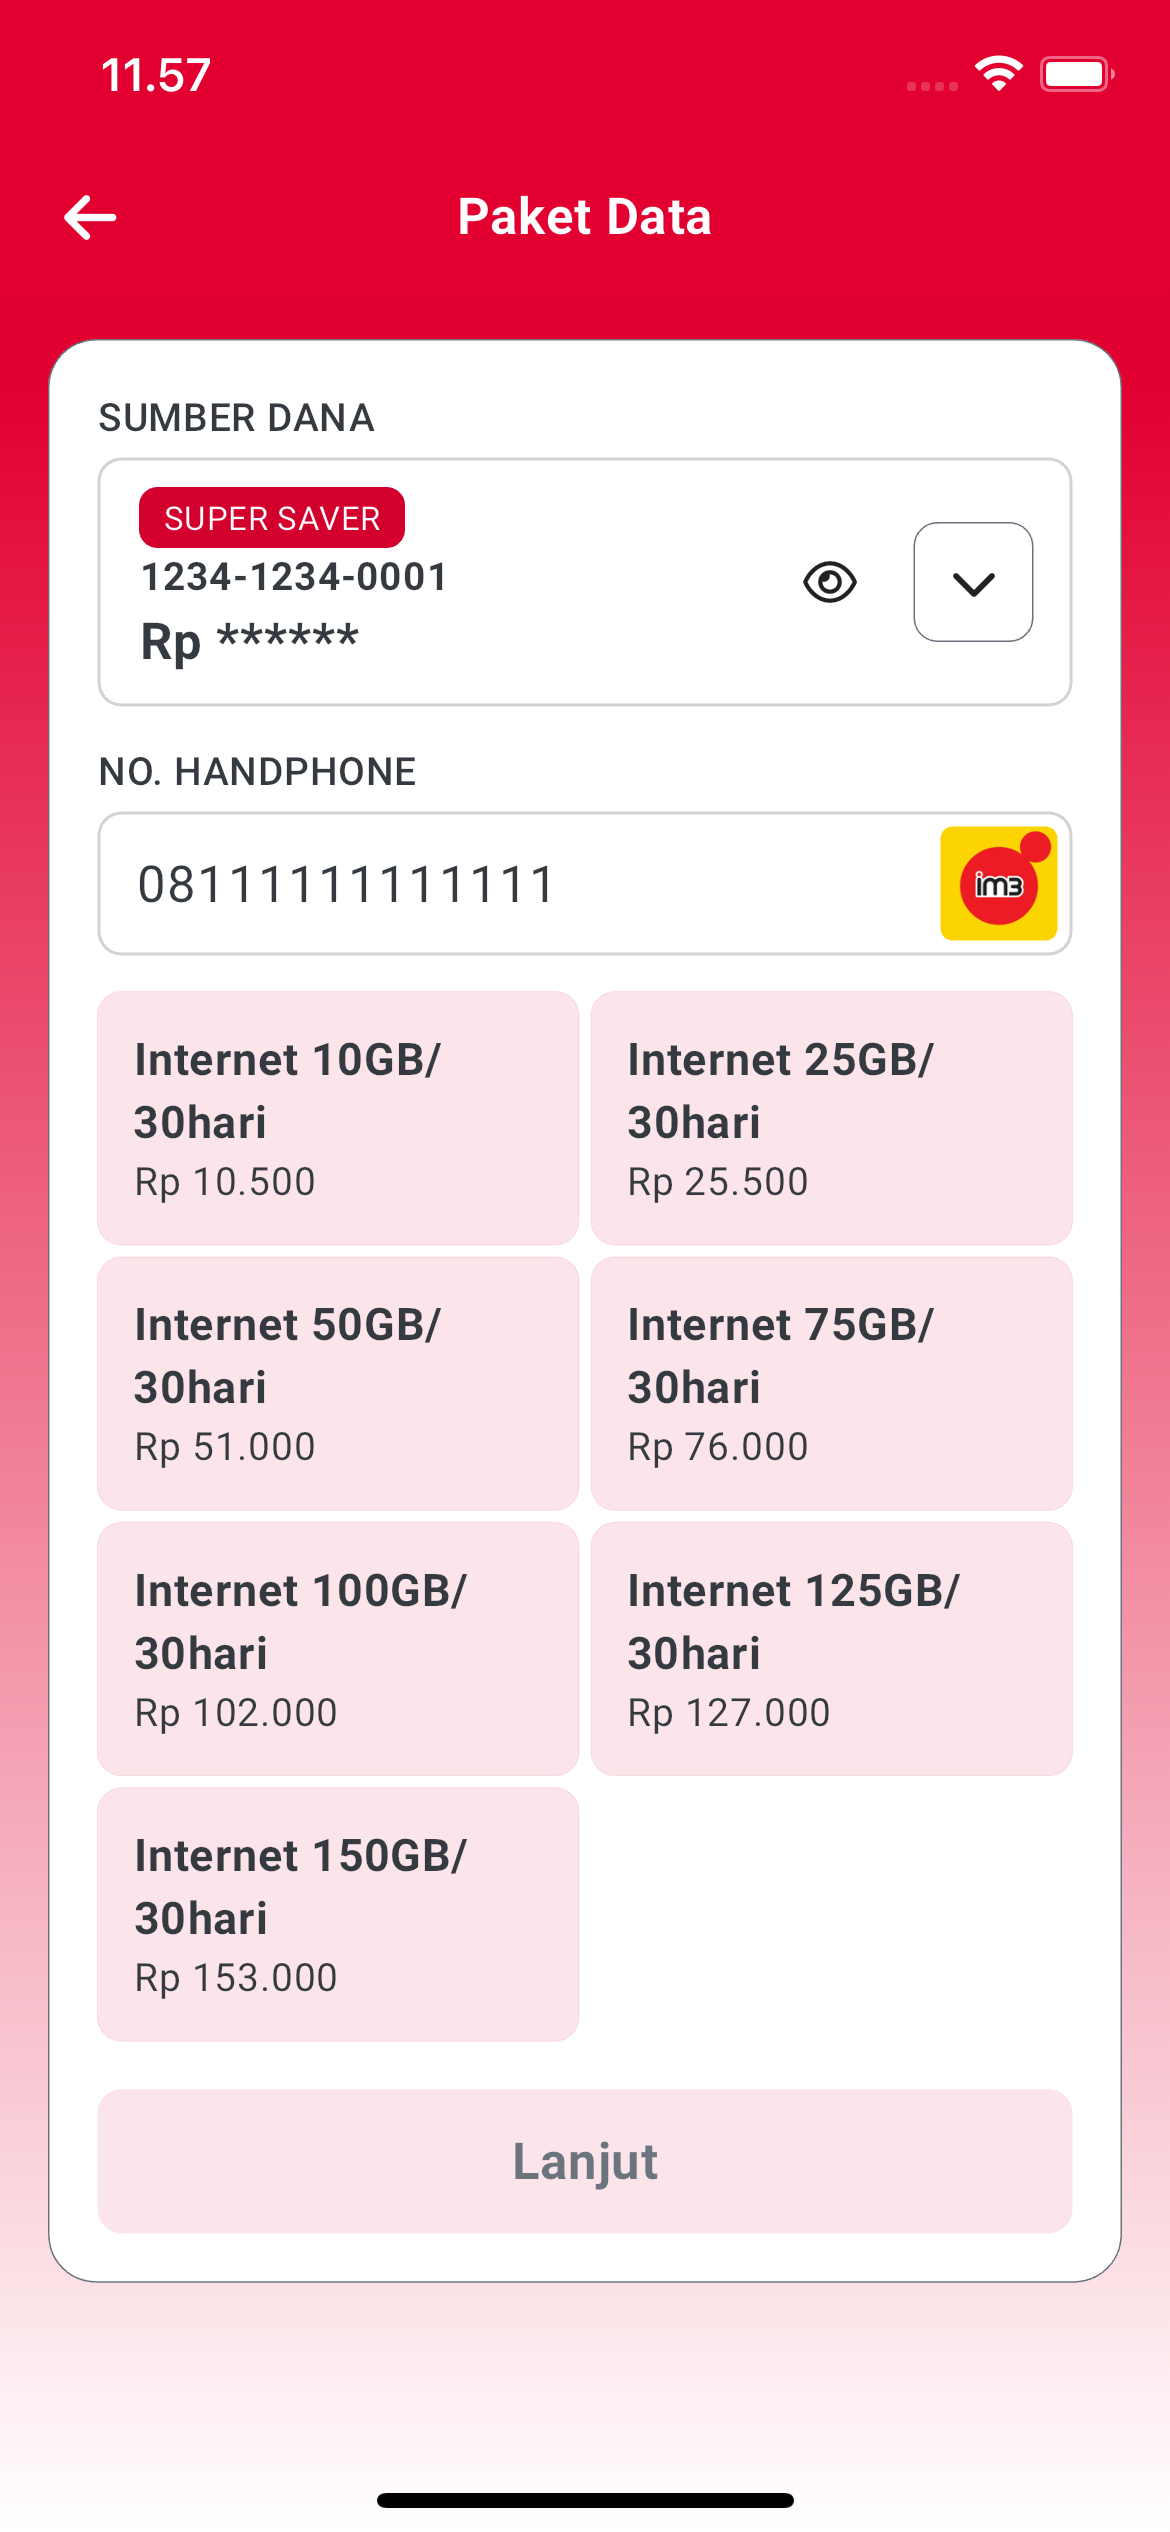 11.57
Paket Data
SUMBER DANA
SUPER SAVER
1234-1234-0001
Rp ******
NO. HANDPHONE
08111111111111
im3
Internet 10GB/
30hari
Rp 10.500
Internet 25GB/
30hari
Rp 25.500
Internet 50GB/
30hari
Rp 51.000
Internet 75GB/
30hari
Rp 76.000
Internet 100GB/
30hari
Rp 102.000
Internet 125GB/
30hari
Rp 127.000
Internet 150GB/
30hari
Rp 153.000
Lanjut